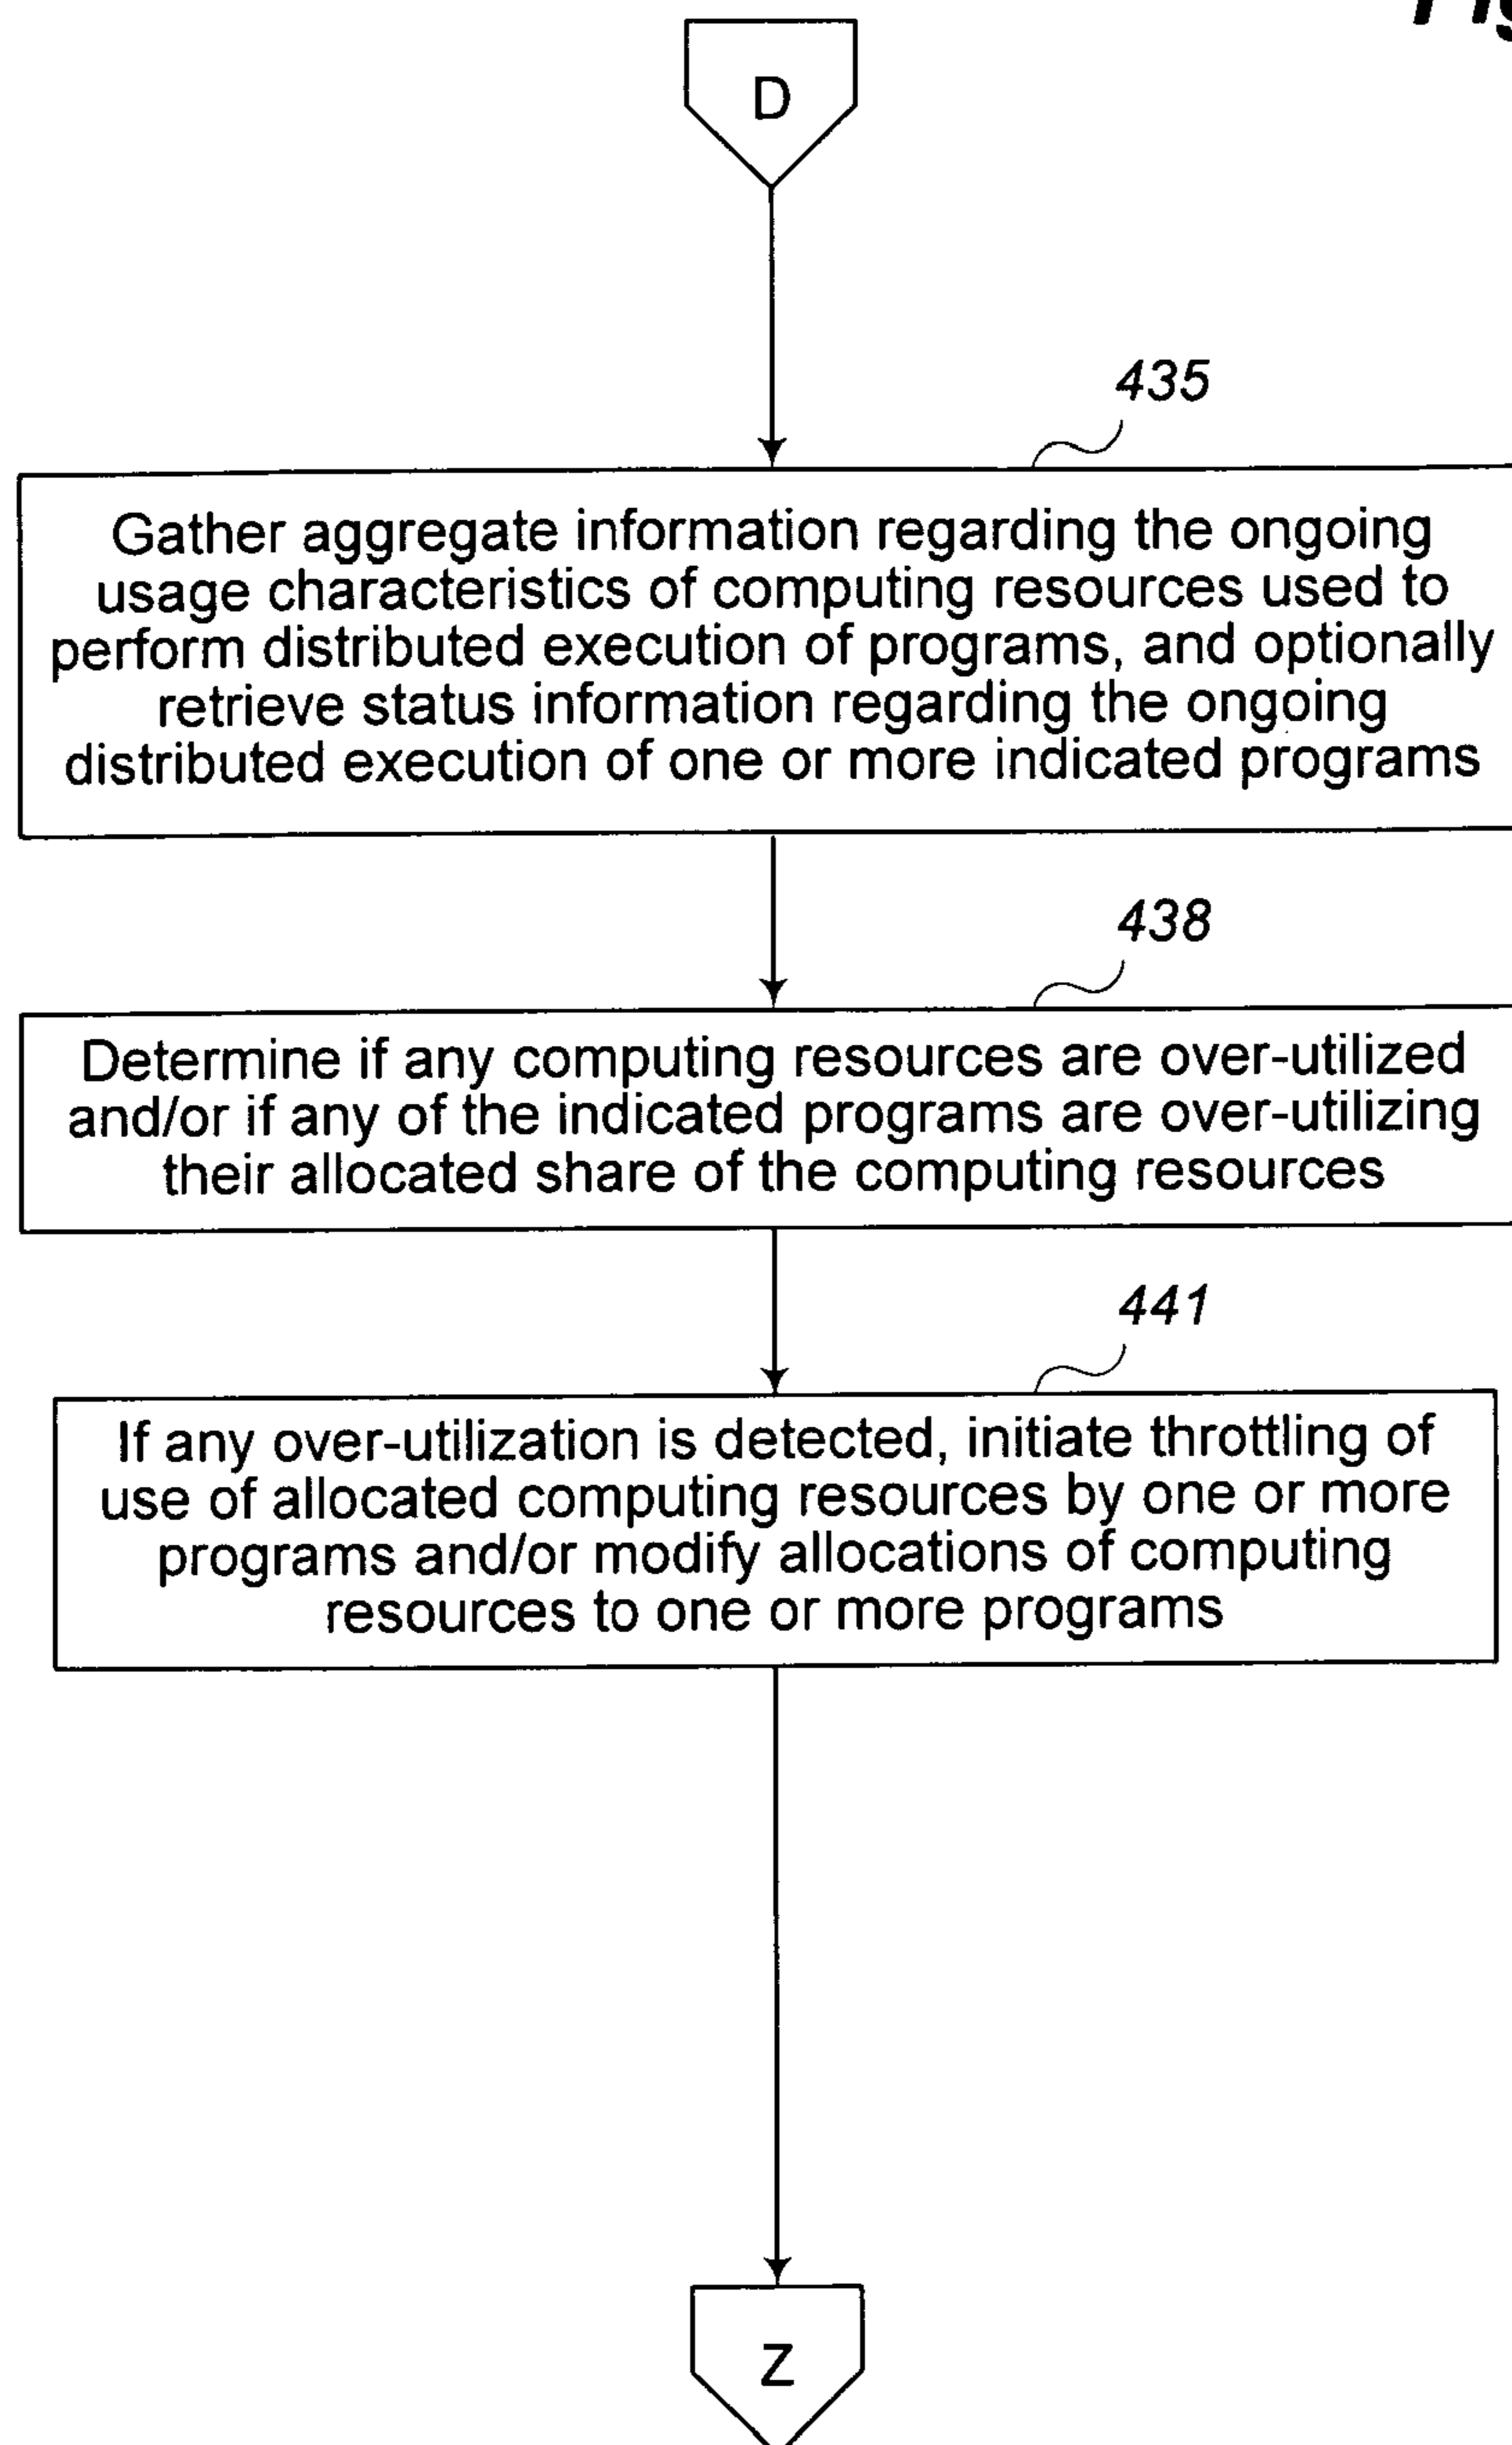 D
435
Gather aggregate information regarding the ongoing
usage characteristics of computing resources used to
perform distributed execution of programs, and optionally
retrieve status information regarding the ongoing
distributed execution of one or more indicated programs
438
Determine if any computing resources are over-utilized
and/or if any of the indicated programs are over-utilizing
their allocated share of the computing resources
441
If any over-utilization is detected, initiate throttling of
use of allocated computing resources by one or more
programs and/or modify allocations of computing
resources to one or more programs
Z